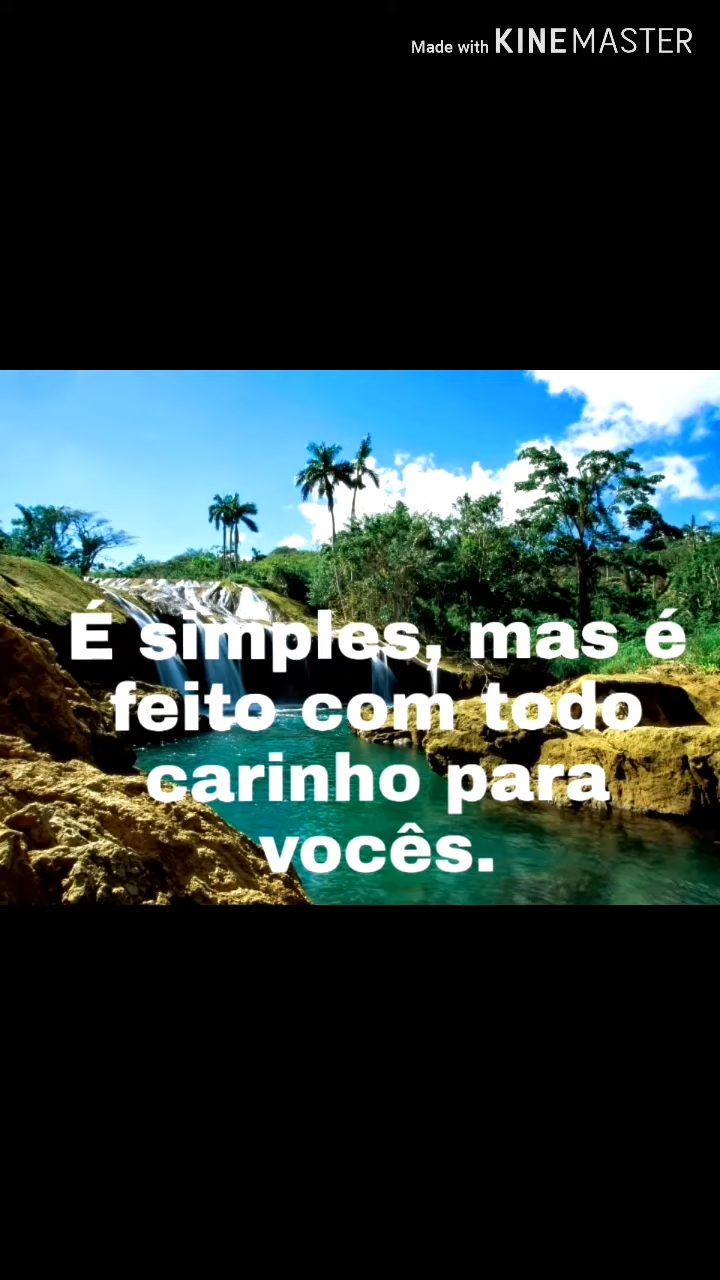 Made with KINEMASTER
É simples, mas é
feito com todo
carinho para
vocês.